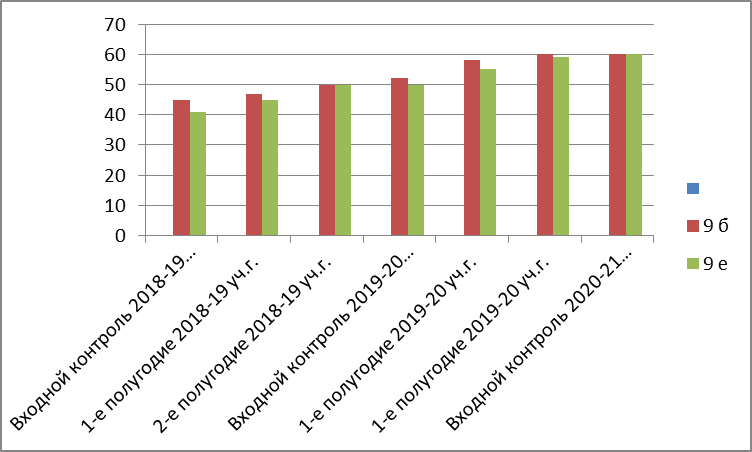 70
60
50
40
30
20
10
0
Входной контроль 2018-19...
1-е полугодие 2018-19 уч.г.
2-е полугодие 2018-19 уч.г.
Входной контроль 2019-20...
1-е полугодие 2019-20 уч.г.
1-е полугодие 2019-20 уч.г.
Входной контроль 2020-21...
9 б
9 е